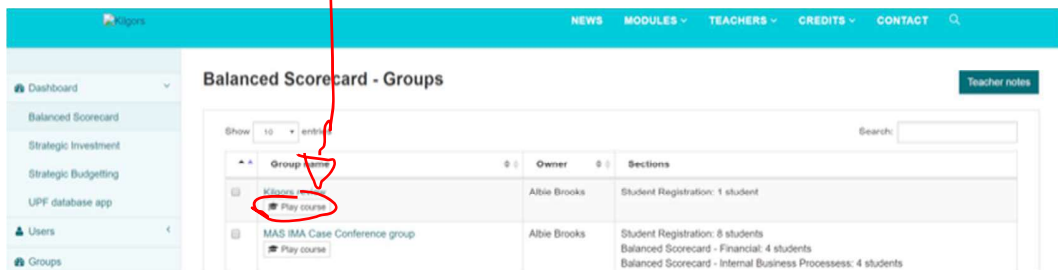 Kilgors
NEWS MODULES TEACHERS CREDITS CONTACT
Dashboard
Balanced Scorecard
Strategic Investment
Strategic Budgetting
UPF database app
Users
Groups
Balanced Scorecard - Groups
Teacher notes
Show 10 entries
Search:
Group name Owner Sections
Kilgors review Albie Brooks Student Registration: 1 student
Play course
MAS IMA Case Conference group Albie Brooks Student Registration: 8 students
Play course Balanced Scorecard - Financial: 4 students
Balanced Scorecard - Internal Business Processess: 4 students